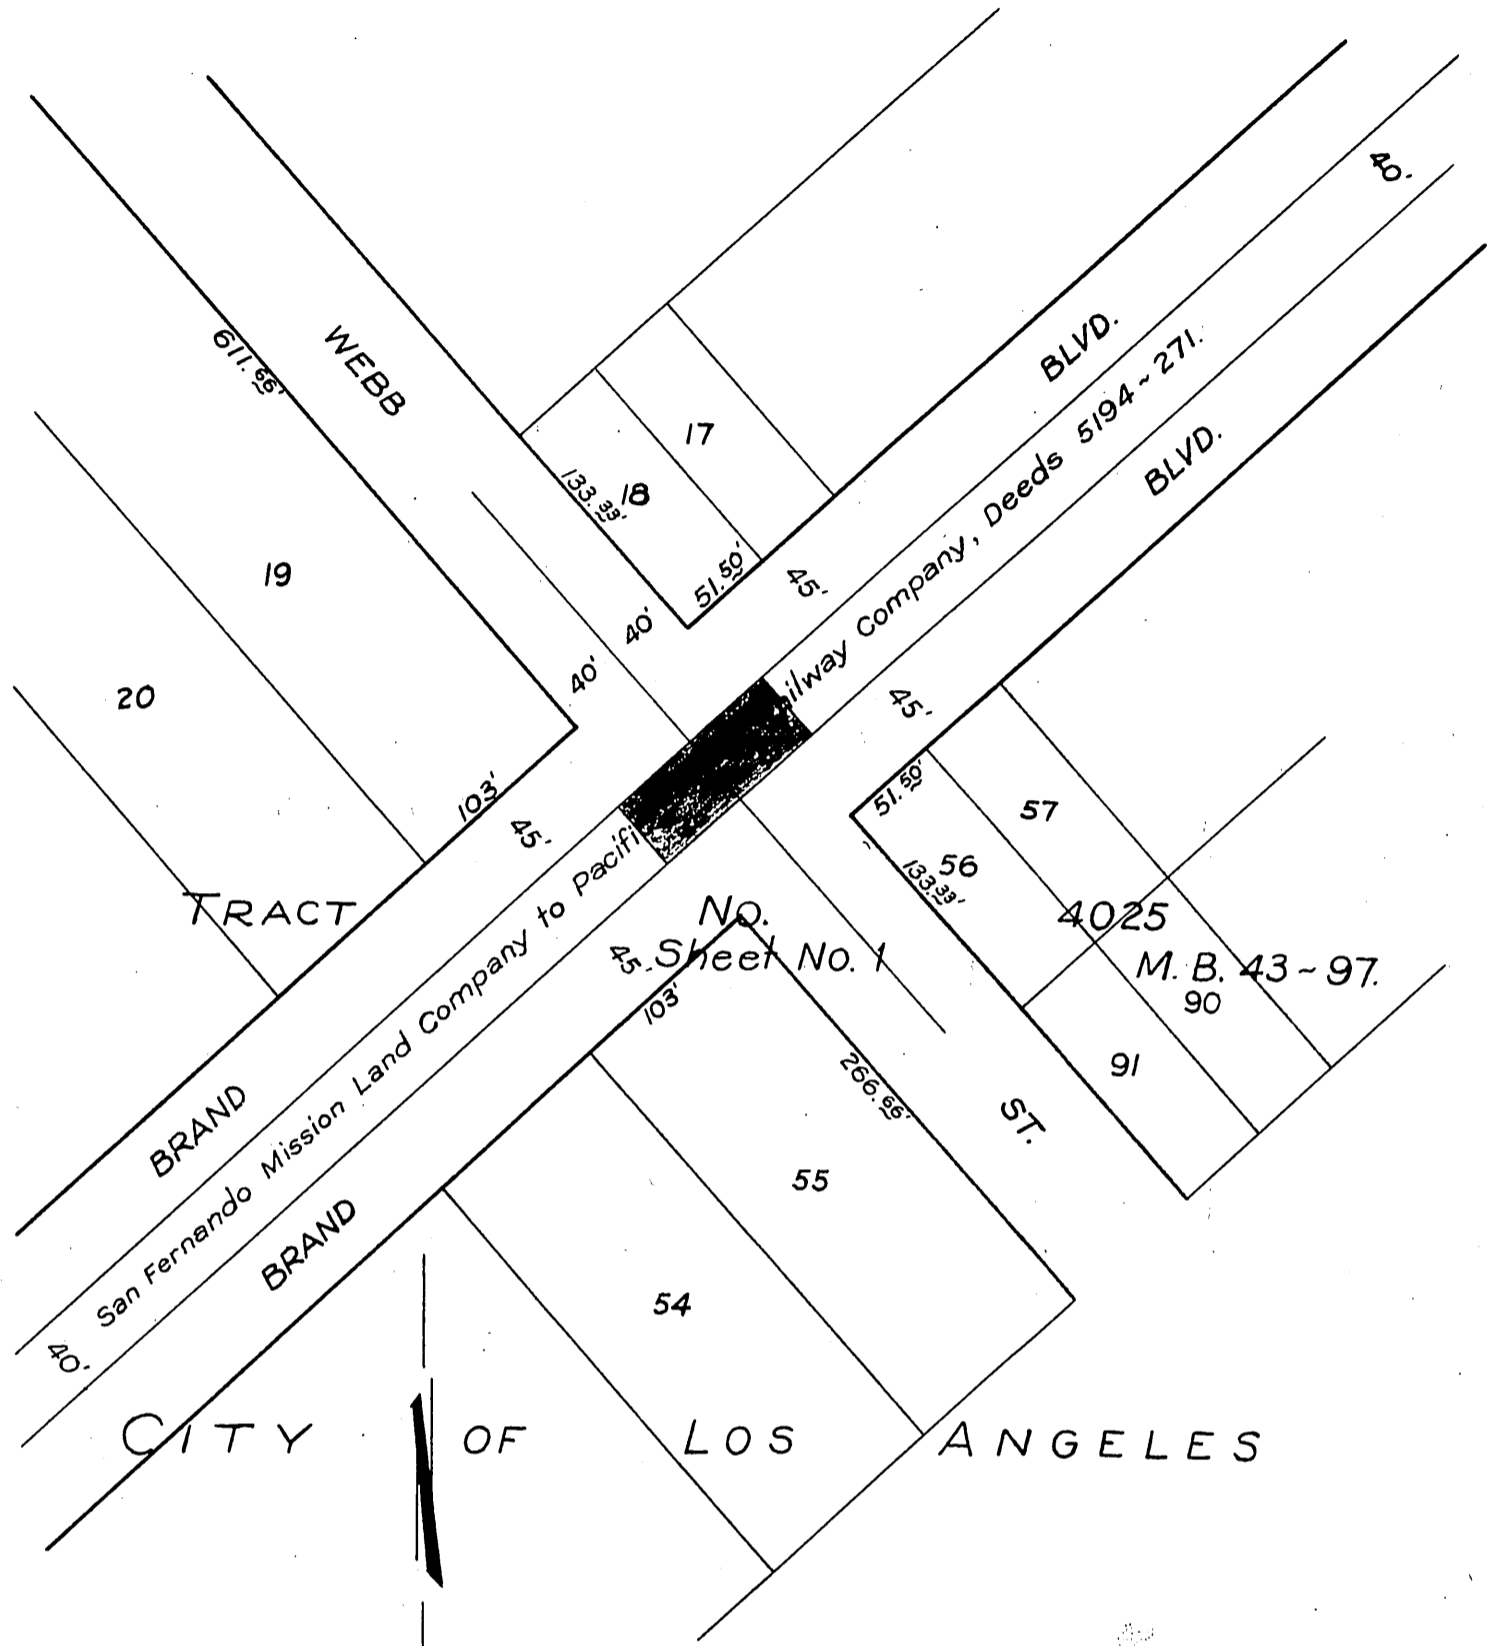 40.
BLVD.
611.66'
WEBB
17
133.33'
18
San Fernando Mission Land Company to Pacifi ilway Company, Deeds 5194~271.
BLVD.
19
51.50'
45.
40'
40'
20
45.
103'
45.
51.50'
57
56
133.33'
TRACT
No.
4025
45.
Sheet No. 1
M. B. 43~97.
103'
90
91
266.66'
BRAND
ST.
55
BRAND
54
40.
CITY OF LOS ANGELES